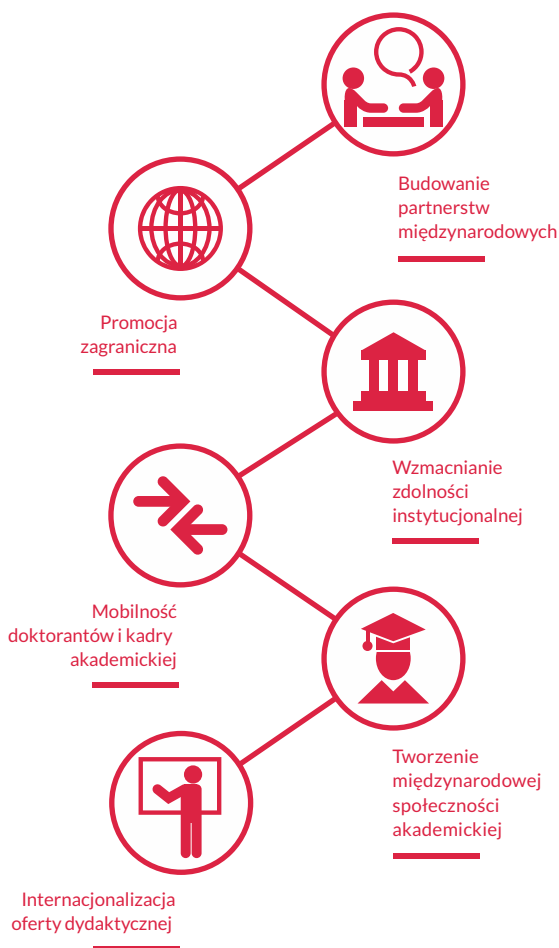 Budowanie
partnerstw
międzynarodowych
Promocja
zagraniczna
Wzmacnianie
zdolności
instytucjonalnej
Mobilność
doktorantów i kadry
akademickiej
Tworzenie
międzynarodowej
społeczności
akademickiej
Internacjonalizacja
oferty dydaktycznej